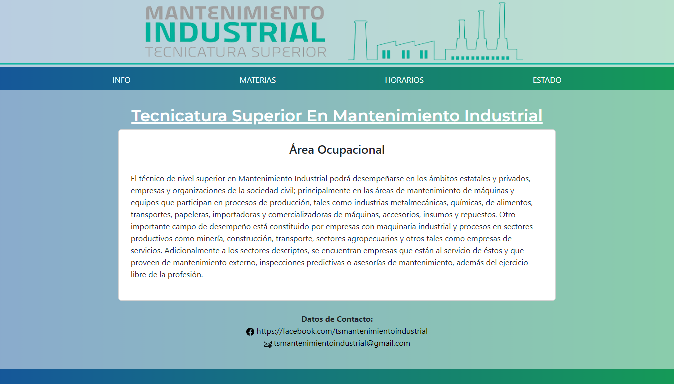 MANTENIMIENTO
INDUSTRIAL
TECNICATURA SUPERIOR
INFO MATERIAS HORARIOS ESTADO
Tecnicatura Superior En Mantenimiento Industrial
Área Ocupacional
El técnico de nivel superior en Mantenimiento Industrial podrá desempeñarse en los ámbitos estatales y privados,
empresas y organizaciones de la sociedad civil; principalmente en las áreas de mantenimiento de máquinas y
equipos que participan en procesos de producción, tales como industrias metalmecánicas, químicas, de alimentos,
transportes, papeleras, importadoras y comercializadoras de máquinas, accesorios, insumos y repuestos. Otro
importante campo de desempeño está constituido por empresas con maquinaria industrial y procesos en sectores
productivos como minería, construcción, transporte, sectores agropecuarios y otros tales como empresas de
servicios. Adicionalmente a los sectores descriptos, se encuentran empresas que están al servicio de éstos y que
proveen de mantenimiento externo, inspecciones predictivas o asesorías de mantenimiento, además del ejercicio
libre de la profesión.
Datos de Contacto:
https://facebook.com/tsmantenimientoindustrial
tsmantenimientoindustrial@gmail.com